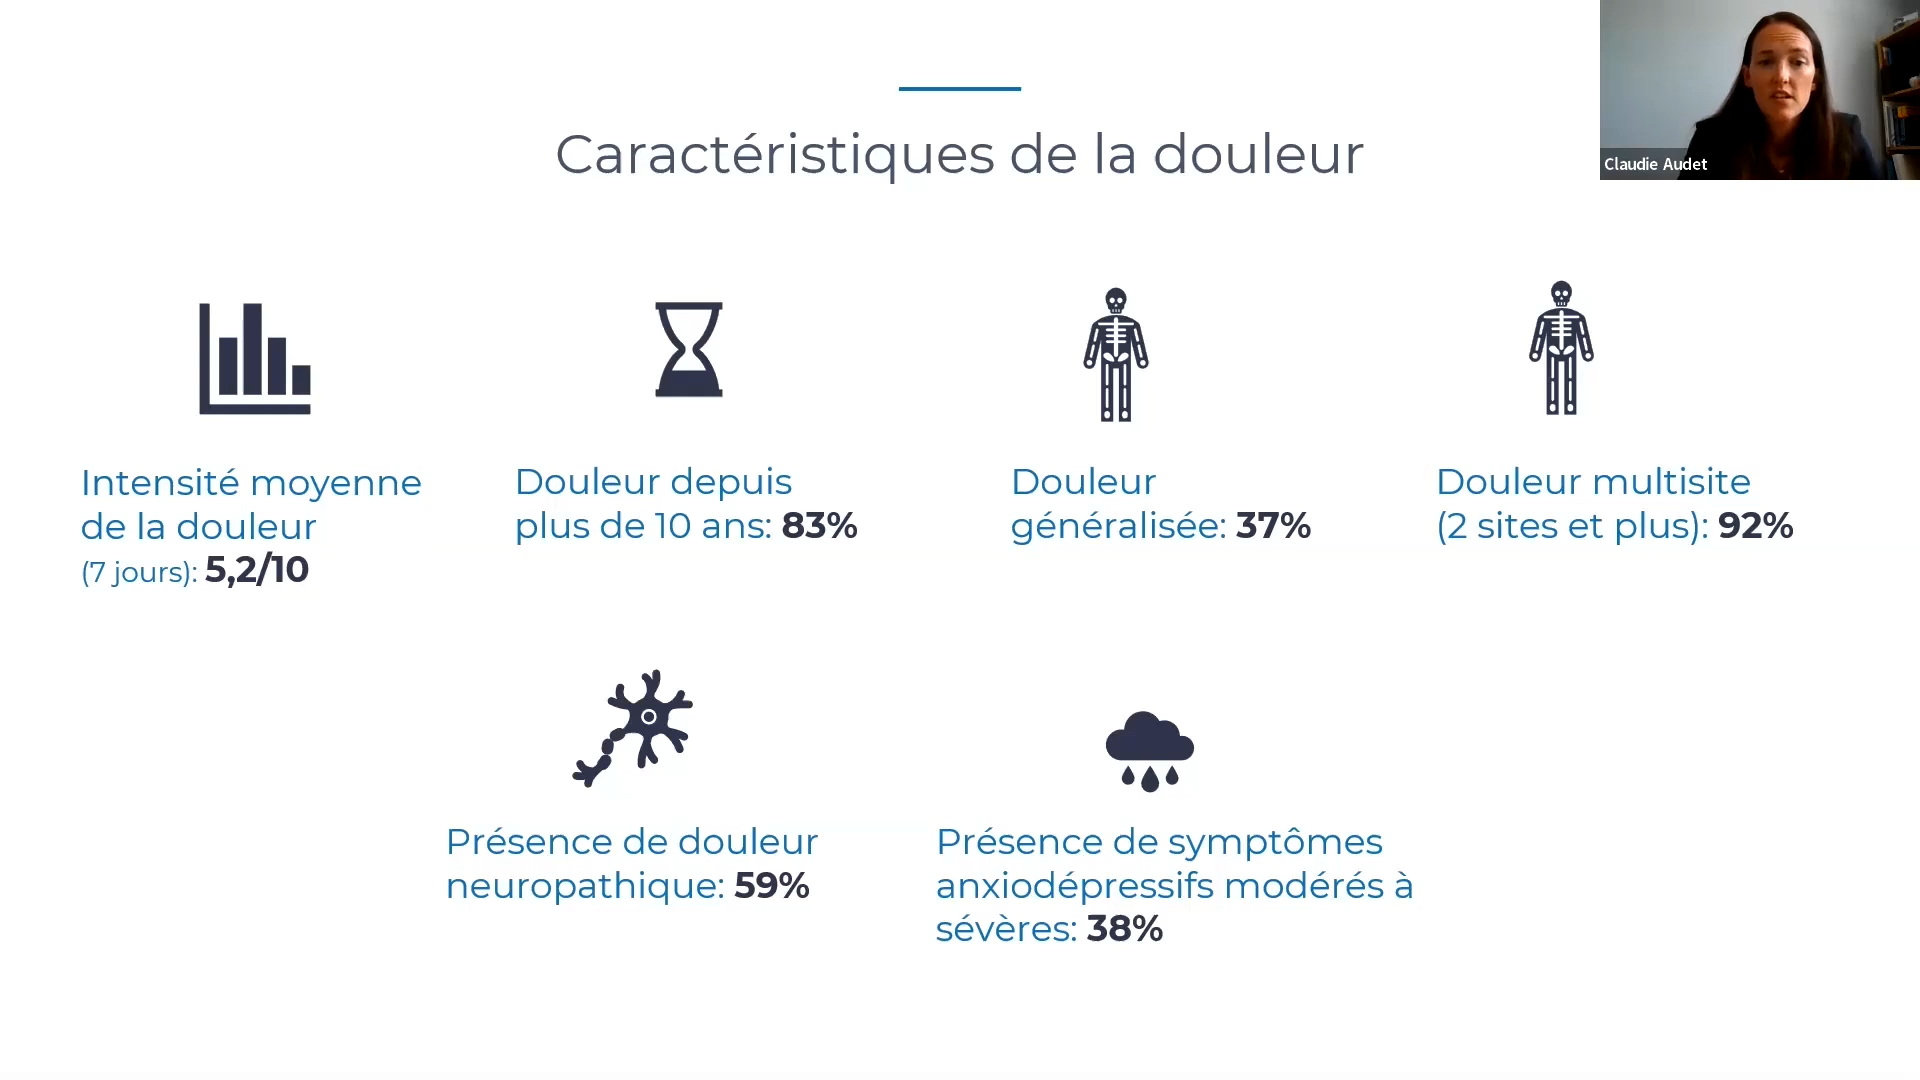 Caractéristiques de la douleur
Claudie Audet
Intensité moyenne
de la douleur
(7 jours): 5,2/10
Douleur depuis
plus de 10 ans: 83%
Douleur
généralisée: 37%
Douleur multisite
(2 sites et plus): 92%
Présence de douleur
neuropathique: 59%
Présence de symptômes
anxiodépressifs modérés à
sévères: 38%